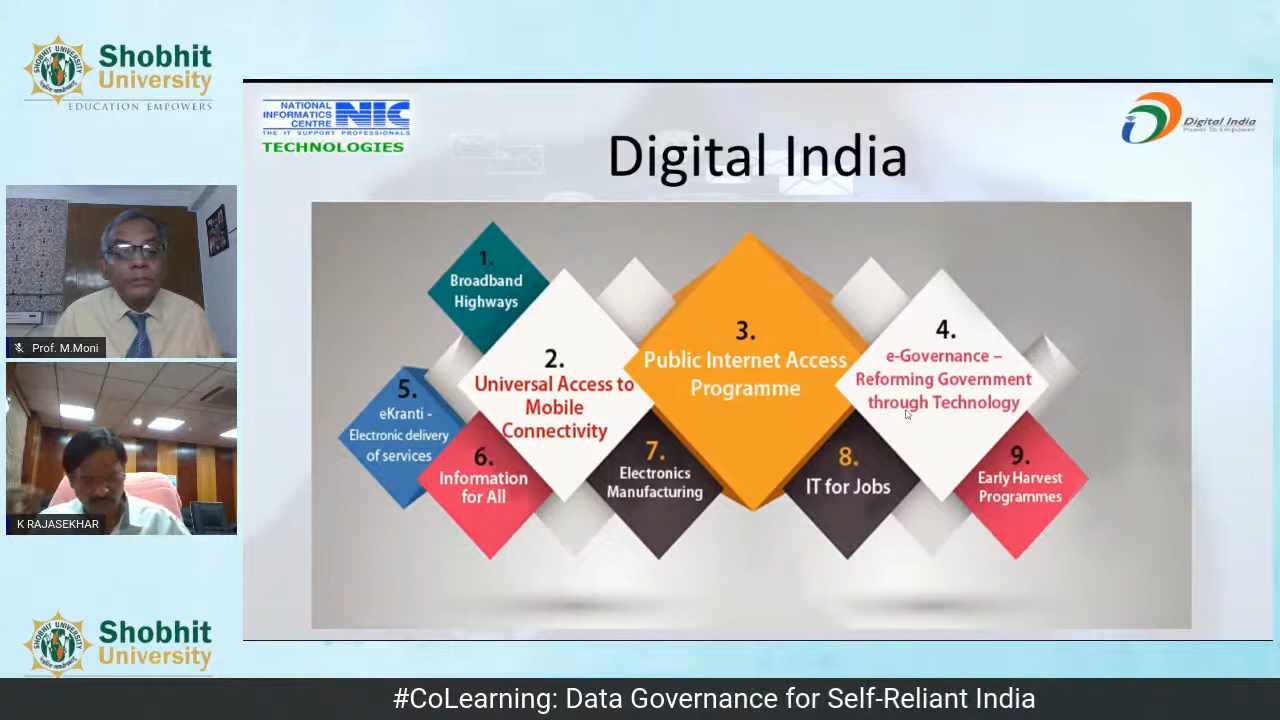 Shobhit
University
EDUCATION EMPOWERS
NATIONAL
INFORMATICS
CENTRE
NIC
THE IT SUPPORT PROFESSIONALS
TECHNOLOGIES
Digital India
Digital India
Power To Empower
1.
Broadband
Highways
2.
Universal Access to
Mobile
Connectivity
3.
Public Internet Access
Programme
4.
e-Governance –
Reforming Government
through Technology
5.
eKranti -
Electronic delivery
of services
6.
Information
for All
7.
Electronics
Manufacturing
8.
IT for Jobs
9.
Early Harvest
Programmes
Prof. M.Moni
K RAJASEKHAR
Shobhit
University
#CoLearning: Data Governance for Self-Reliant India